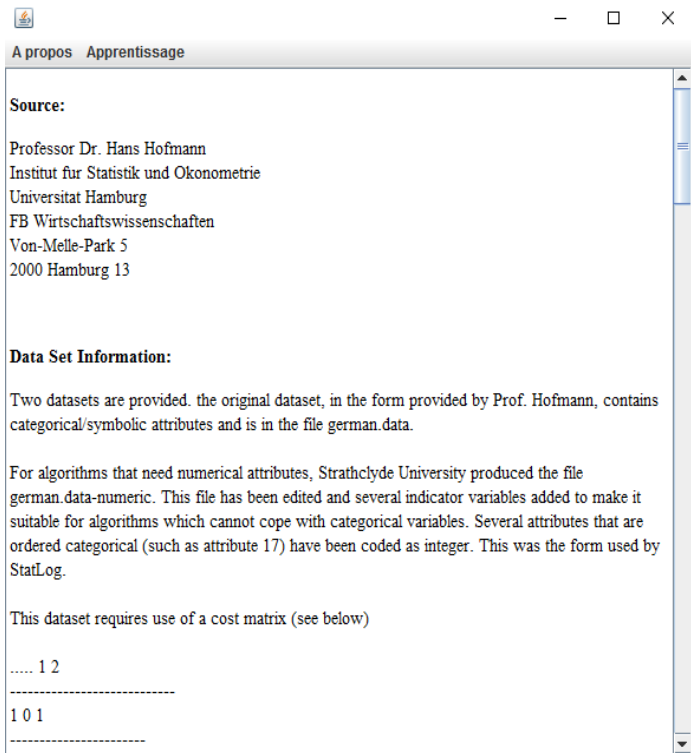 A propos Apprentissage
Source:
Professor Dr. Hans Hofmann
Institut fur Statistik und Okonometrie
Universitat Hamburg
FB Wirtschaftswissenschaften
Von-Melle-Park 5
2000 Hamburg 13
Data Set Information:
Two datasets are provided. the original dataset, in the form provided by Prof. Hofmann, contains
categorical/symbolic attributes and is in the file german.data.
For algorithms that need numerical attributes, Strathclyde University produced the file
german.data-numeric. This file has been edited and several indicator variables added to make it
suitable for algorithms which cannot cope with categorical variables. Several attributes that are
ordered categorical (such as attribute 17) have been coded as integer. This was the form used by
StatLog.
This dataset requires use of a cost matrix (see below)
..... 1 2
----------------------------
1 0 1
-----------------------